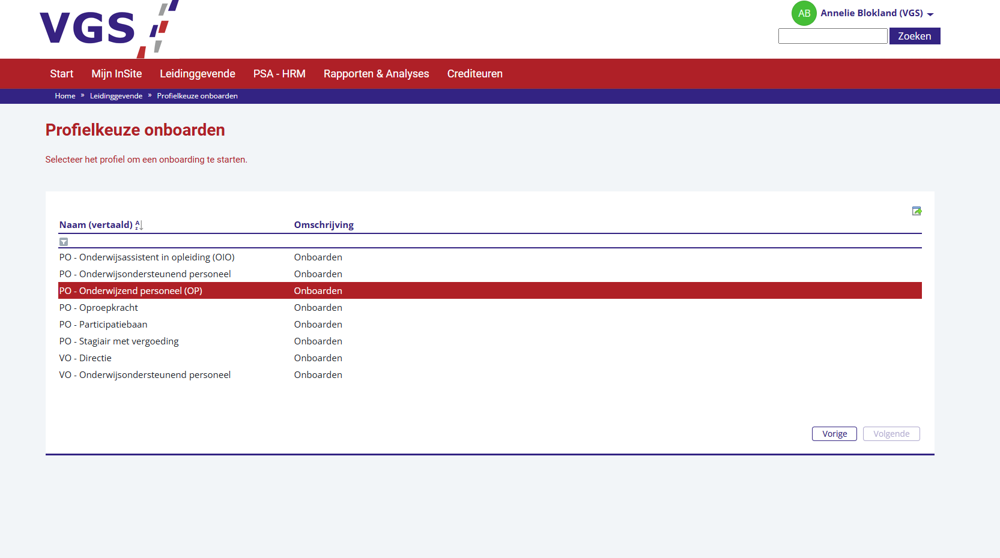 VGS
AB Annelie Blokland (VGS)
Zoeken
Start Mijn InSite Leidinggevende PSA - HRM Rapporten & Analyses Crediteuren
Home » Leidinggevende » Profielkeuze onboarden
Profielkeuze onboarden
Selecteer het profiel om een onboarding te starten.
Naam (vertaald) Omschrijving
PO - Onderwijsassistent in opleiding (OIO) Onboarden
PO - Onderwijsondersteunend personeel Onboarden
PO - Onderwijzend personeel (OP) Onboarden
PO - Oproepkracht Onboarden
PO - Participatiebaan Onboarden
PO - Stagiair met vergoeding Onboarden
VO - Directie Onboarden
VO - Onderwijsondersteunend personeel Onboarden
Vorige Volgende